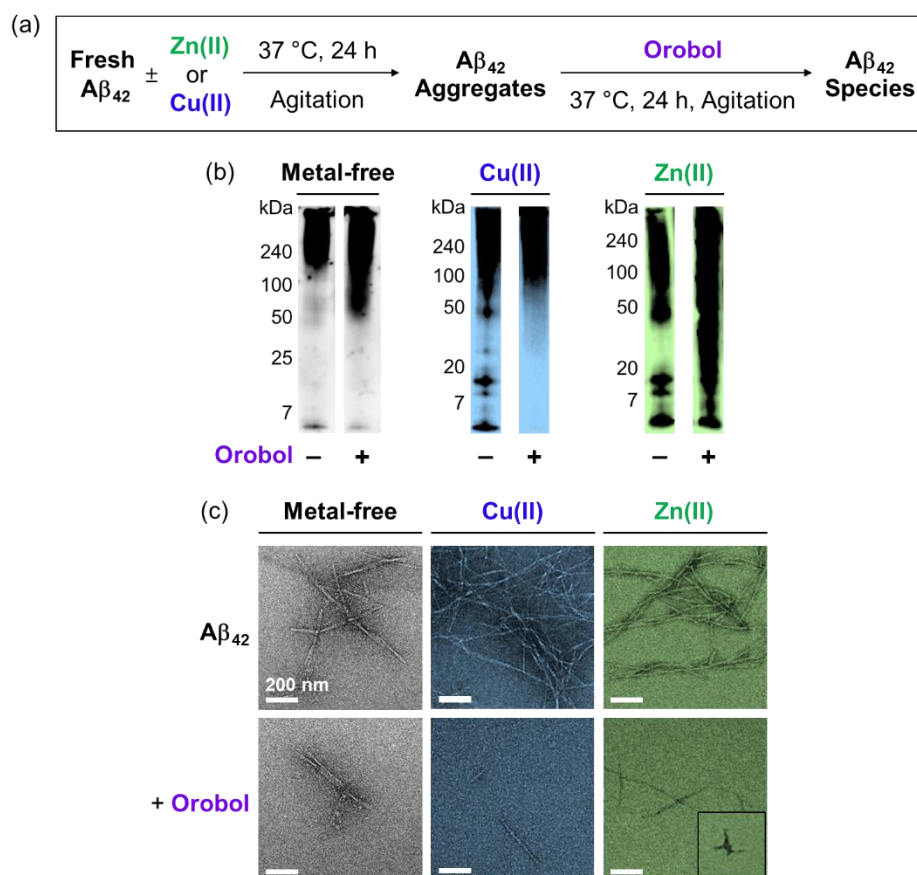 (a)
Fresh Aβ₄₂ ± Zn(II) or Cu(II)
37 °C, 24 h
Agitation
Aβ₄₂ Aggregates
Orobol
37 °C, 24 h, Agitation
Aβ₄₂ Species
(b)
Metal-free
Cu(II)
Zn(II)
kDa
240
100
50
25
7
kDa
240
100
50
20
7
kDa
240
100
50
20
7
Orobol − + − + − +
(c)
Metal-free
Cu(II)
Zn(II)
Aβ₄₂
200 nm
+ Orobol